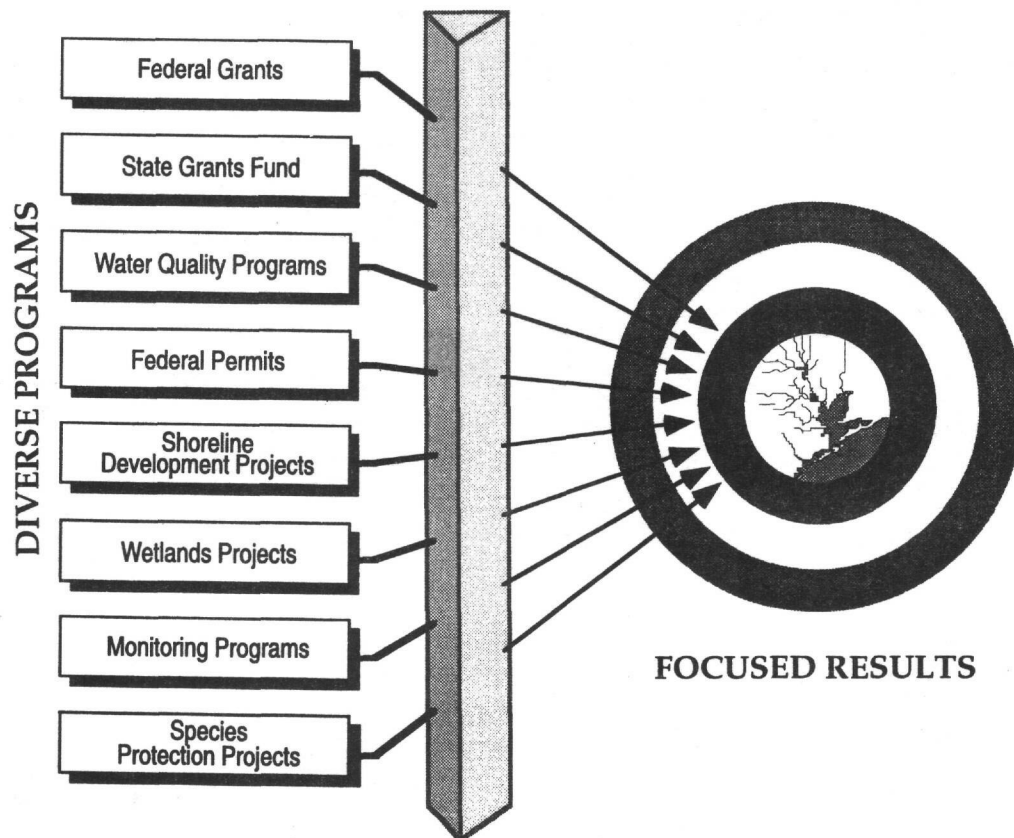 DIVERSE PROGRAMS
Federal Grants
State Grants Fund
Water Quality Programs
Federal Permits
Shoreline
Development Projects
Wetlands Projects
Monitoring Programs
Species
Protection Projects
FOCUSED RESULTS